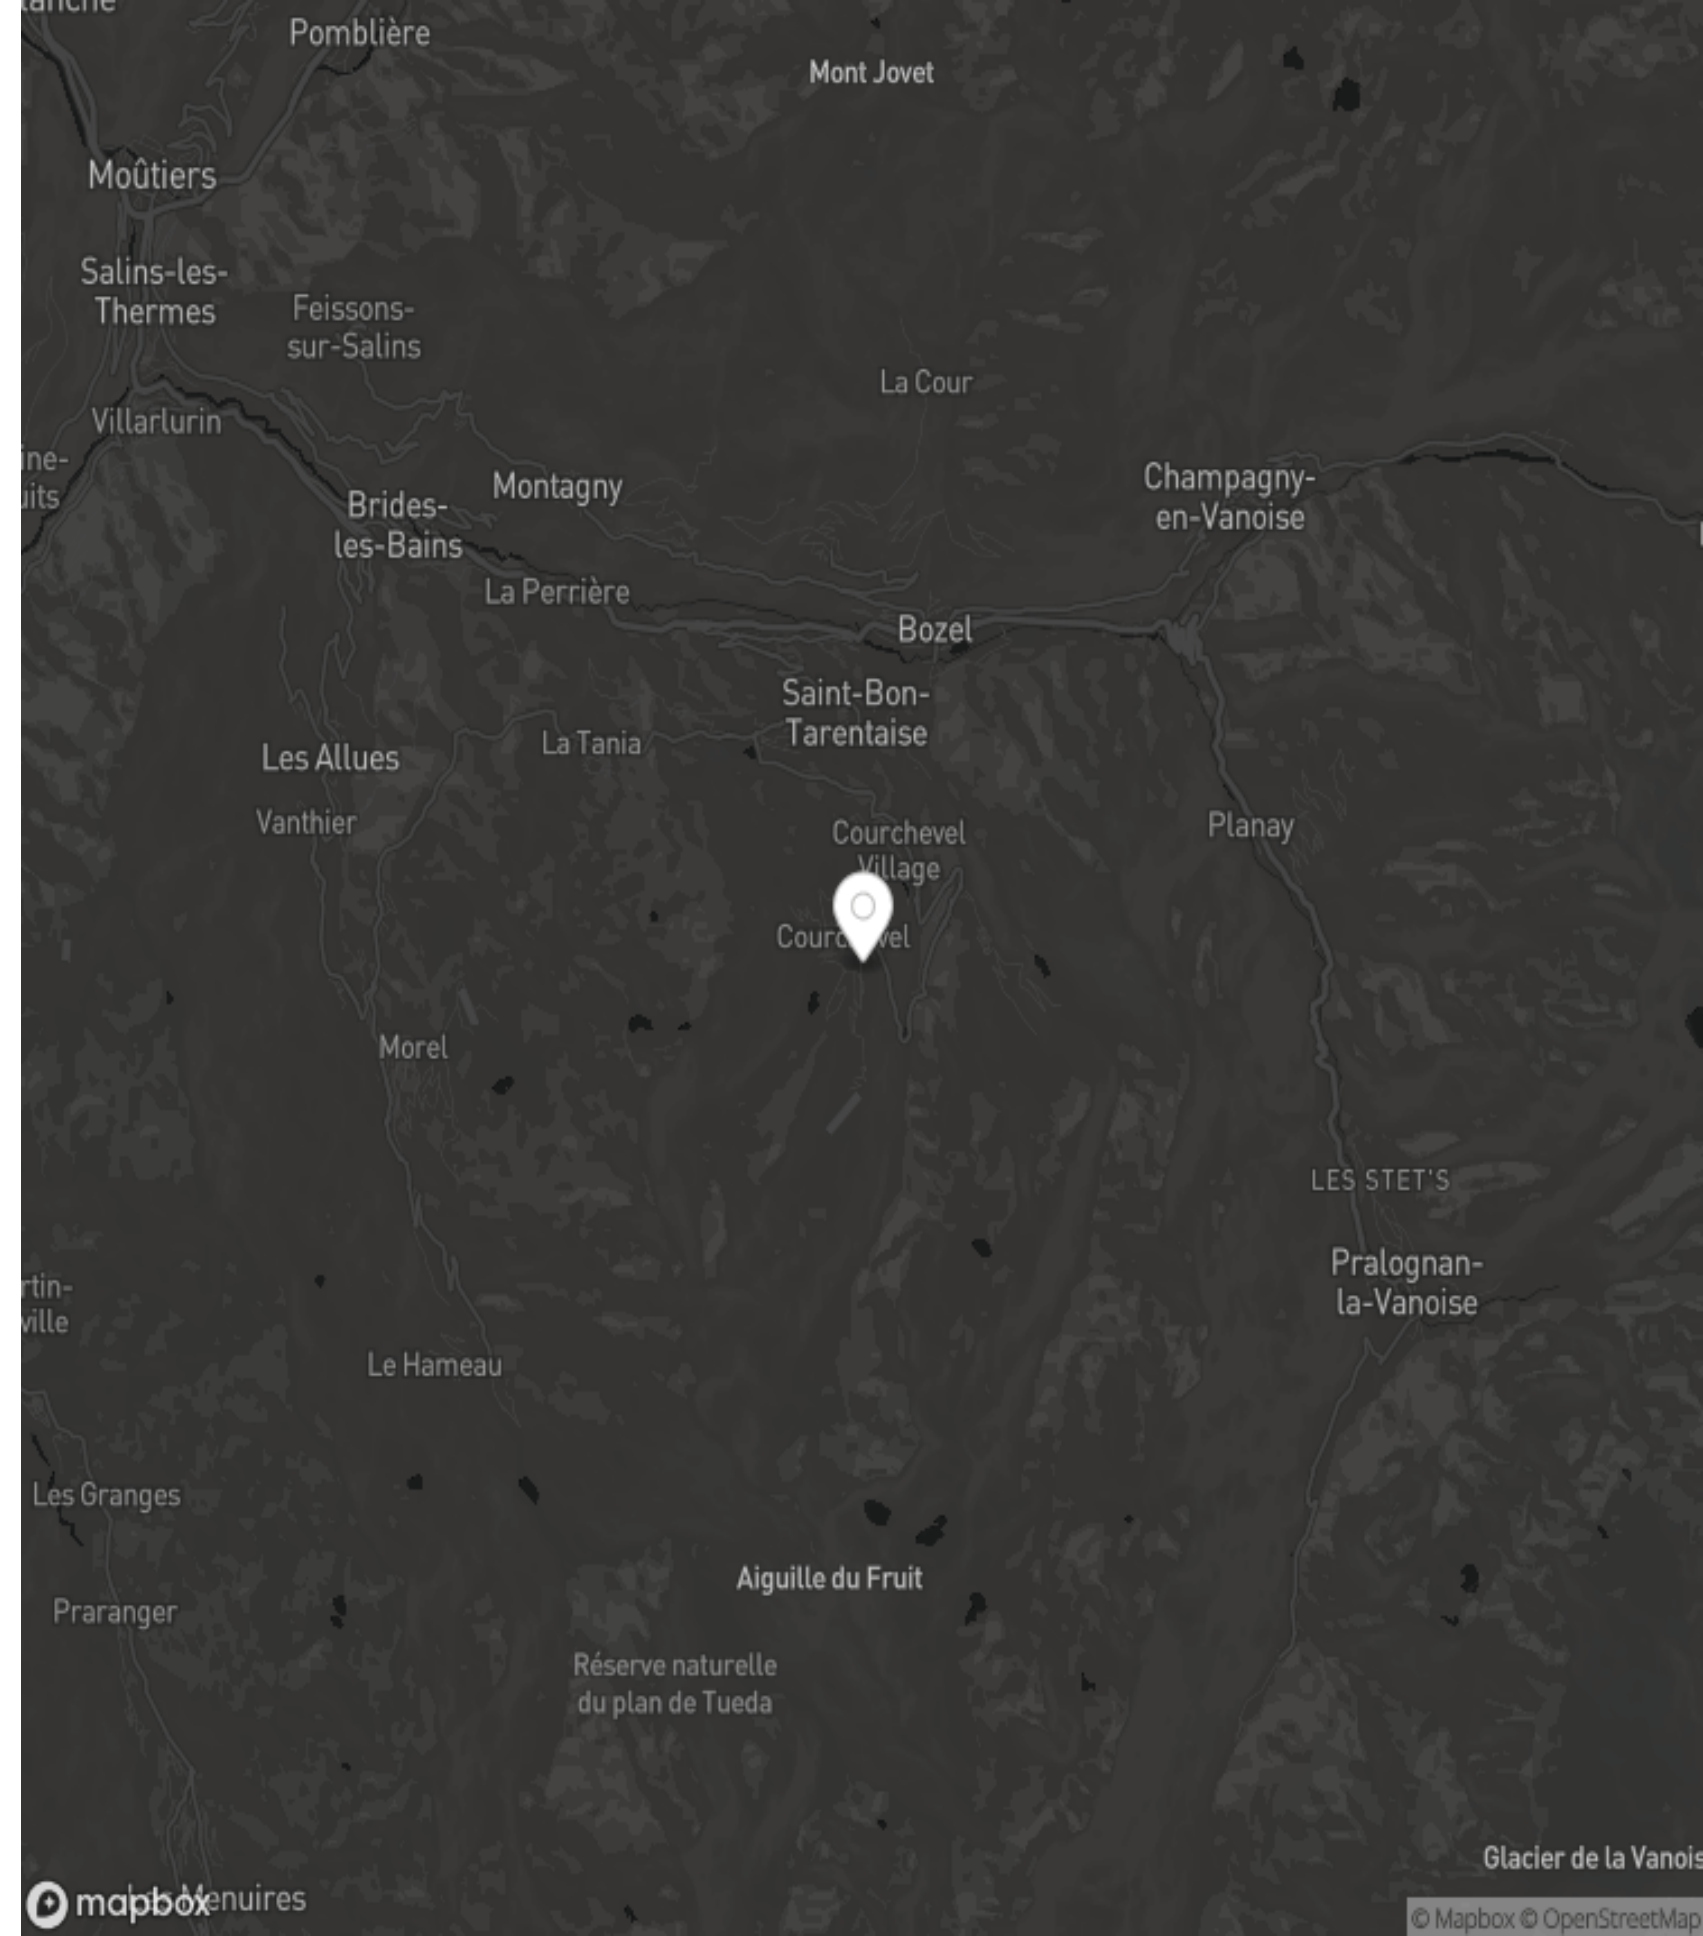 Pomblière
Mont Jovet
Moûtiers
Salins-les-
Thermes
Feissons-
sur-Salins
La Cour
Villarlurin
Montagny
Champagny-
en-Vanoise
Brides-
les-Bains
La Perrière
Bozel
Saint-Bon-
Tarentaise
La Tania
Les Allues
Vanthier
Courchevel
Village
Planay
Morel
LES STET'S
Pralognan-
la-Vanoise
Le Hameau
Les Granges
Aiguille du Fruit
Praranger
Réserve naturelle
du plan de Tueda
Glacier de la Vanois
mapbox
© Mapbox © OpenStreetMap